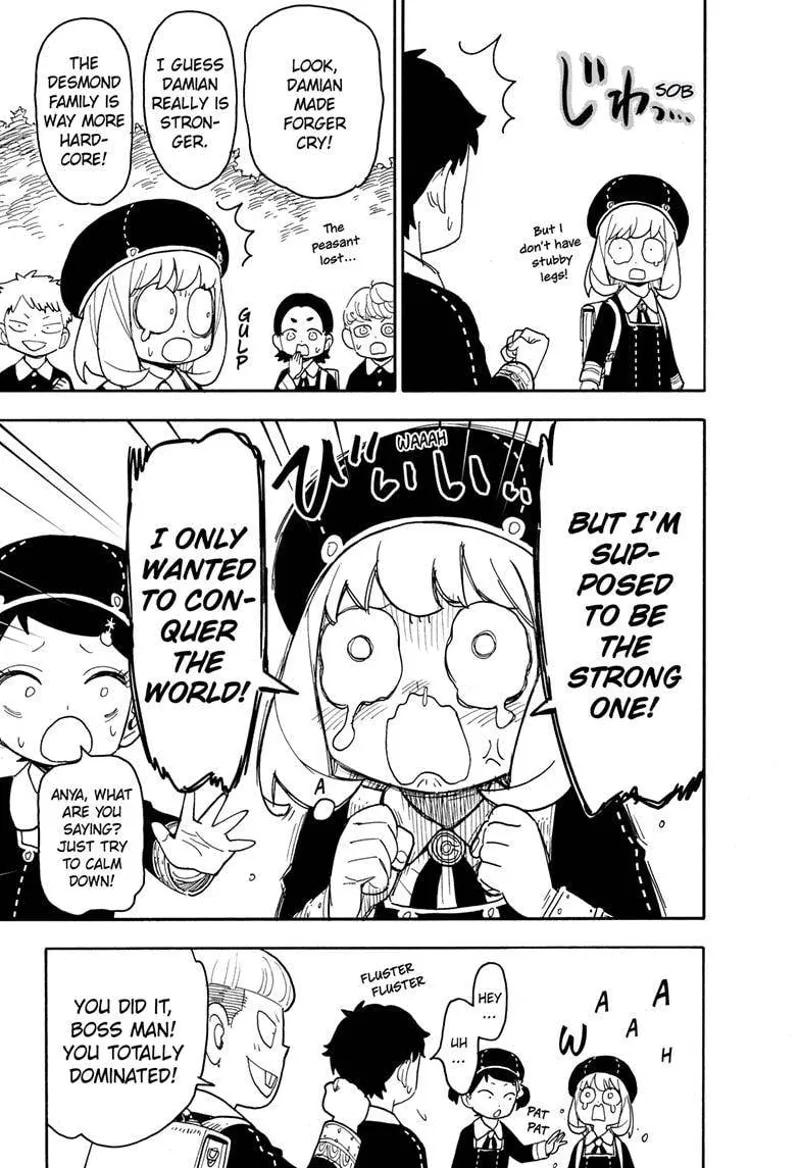 じわっ…
SOB
But I
don't have
stubby
legs!
LOOK,
DAMIAN
MADE
FORGER
CRY!
I GUESS
DAMIAN
REALLY IS
STRON-
GER.
THE
DESMOND
FAMILY IS
WAY MORE
HARD-
CORE!
The
peasant
lost...
GULP
BUT I'M
SUP-
POSED
TO BE
THE
STRONG
ONE!
びぃいいぃ
WAAAH
I ONLY
WANTED
TO CON-
QUER
THE
WORLD!
A
ANYA, WHAT
ARE YOU
SAYING?
JUST TRY
TO CALM
DOWN!
WAAAAH
PAT
PAT
HEY
...
UH
...
FLUSTER
FLUSTER
YOU DID IT,
BOSS MAN!
YOU TOTALLY
DOMINATED!